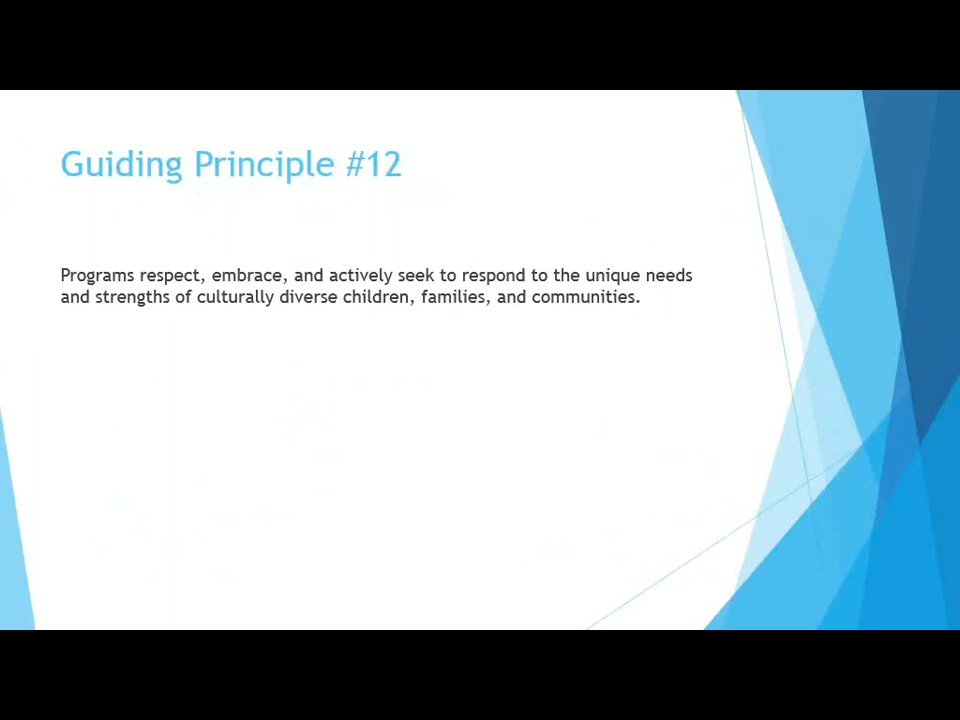 Guiding Principle #12
Programs respect, embrace, and actively seek to respond to the unique needs
and strengths of culturally diverse children, families, and communities.